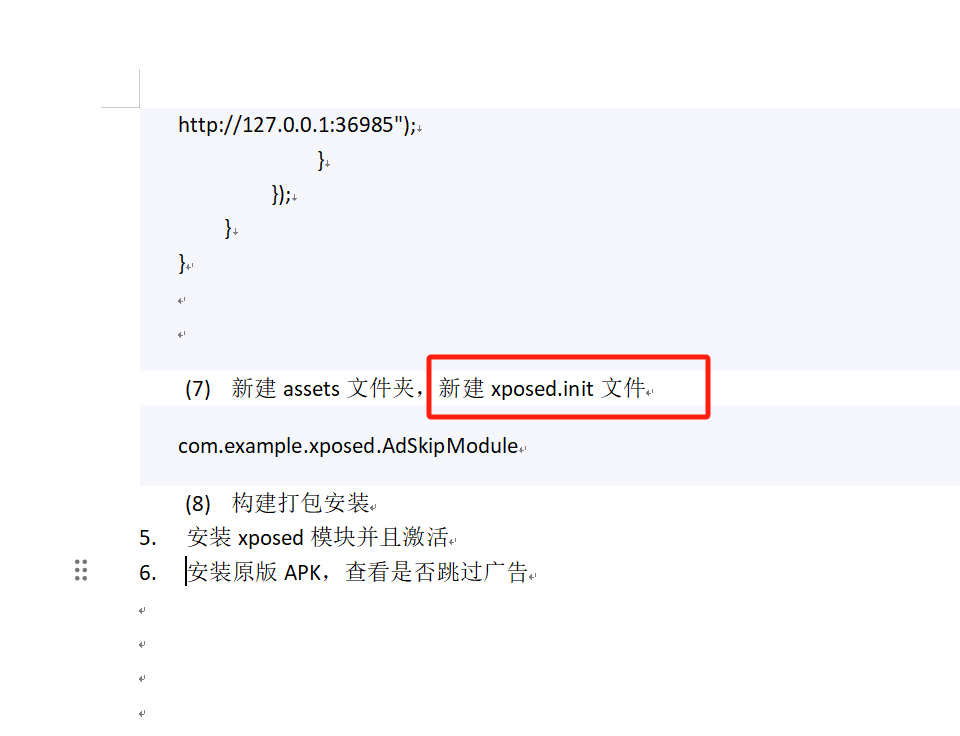 http://127.0.0.1:36985");
}
});
}
}
(7) 新建 assets 文件夹，新建 xposed.init 文件
com.example.xposed.AdSkipModule
(8) 构建打包安装
5. 安装 xposed 模块并且激活
6. 安装原版 APK，查看是否跳过广告